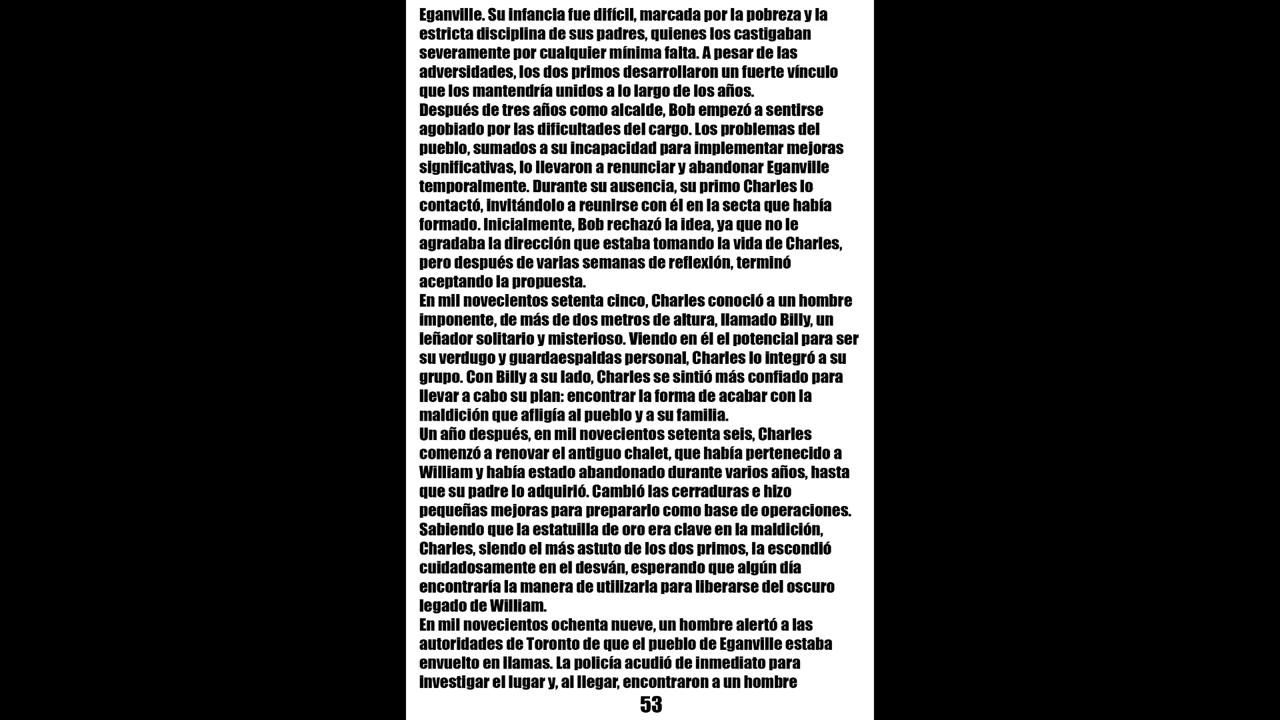 Eganville. Su infancia fue difícil, marcada por la pobreza y la
estricta disciplina de sus padres, quienes los castigaban
severamente por cualquier mínima falta. A pesar de las
adversidades, los dos primos desarrollaron un fuerte vínculo
que los mantendría unidos a lo largo de los años.
Después de tres años como alcalde, Bob empezó a sentirse
agobiado por las dificultades del cargo. Los problemas del
pueblo, sumados a su incapacidad para implementar mejoras
significativas, lo llevaron a renunciar y abandonar Eganville
temporalmente. Durante su ausencia, su primo Charles lo
contactó, invitándolo a reunirse con él en la secta que había
formado. Inicialmente, Bob rechazó la idea, ya que no le
agradaba la dirección que estaba tomando la vida de Charles,
pero después de varias semanas de reflexión, terminó
aceptando la propuesta.
En mil novecientos setenta cinco, Charles conoció a un hombre
imponente, de más de dos metros de altura, llamado Billy, un
leñador solitario y misterioso. Viendo en él el potencial para ser
su verdugo y guardaespaldas personal, Charles lo integró a su
grupo. Con Billy a su lado, Charles se sintió más confiado para
llevar a cabo su plan: encontrar la forma de acabar con la
maldición que afligía al pueblo y a su familia.
Un año después, en mil novecientos setenta seis, Charles
comenzó a renovar el antiguo chalet, que había pertenecido a
William y había estado abandonado durante varios años, hasta
que su padre lo adquirió. Cambió las cerraduras e hizo
pequeñas mejoras para prepararlo como base de operaciones.
Sabiendo que la estatuilla de oro era clave en la maldición,
Charles, siendo el más astuto de los dos primos, la escondió
cuidadosamente en el desván, esperando que algún día
encontraría la manera de utilizarla para liberarse del oscuro
legado de William.
En mil novecientos ochenta nueve, un hombre alertó a las
autoridades de Toronto de que el pueblo de Eganville estaba
envuelto en llamas. La policía acudió de inmediato para
investigar el lugar y, al llegar, encontraron a un hombre
53